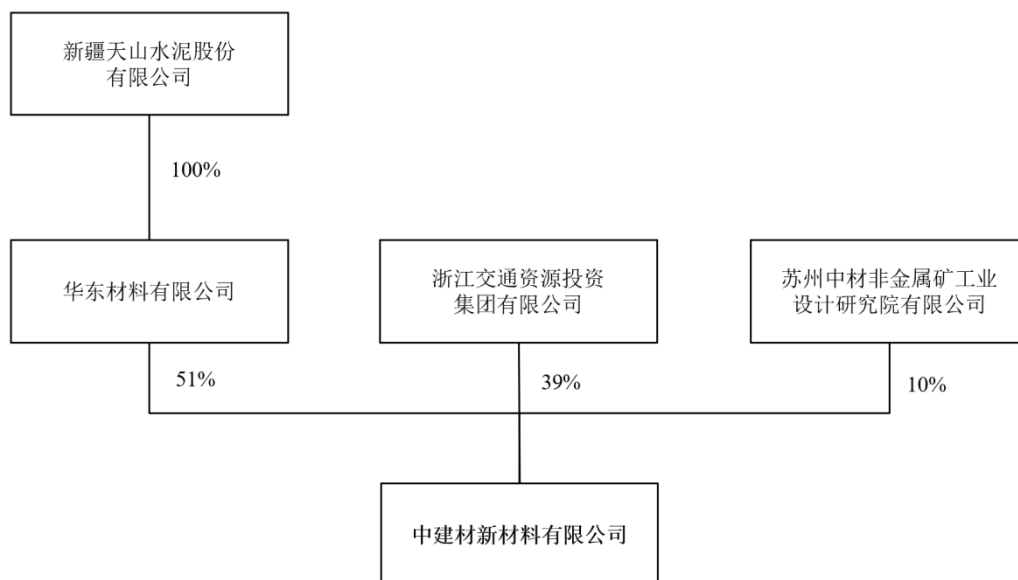 新疆天山水泥股份
有限公司
100%
华东材料有限公司
浙江交通资源投资
集团有限公司
苏州中材非金属矿工业
设计研究院有限公司
51%
39%
10%
中建材新材料有限公司